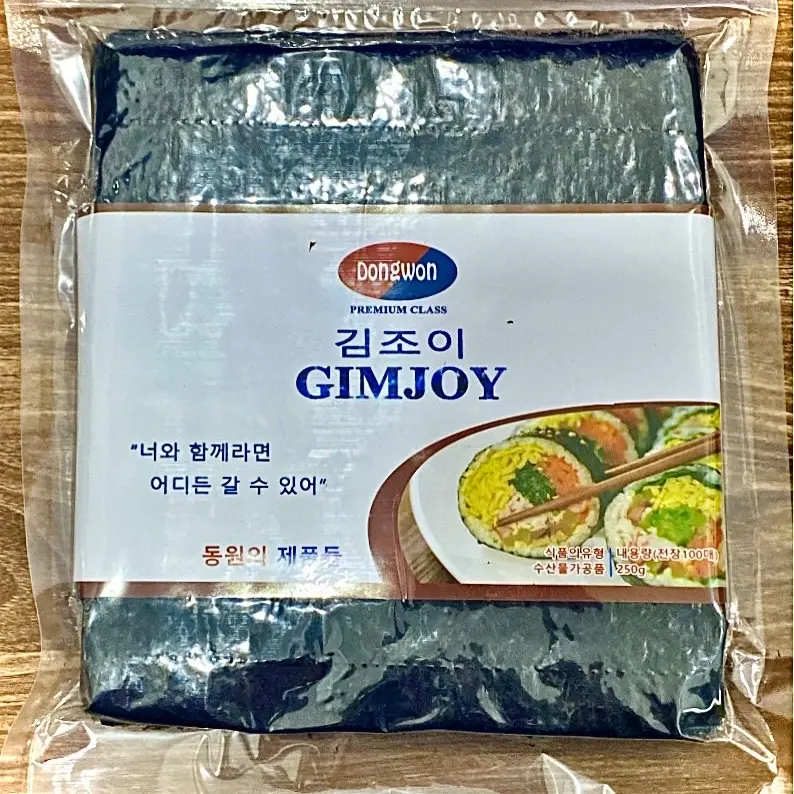 Dongwon
PREMIUM CLASS
김조이
GIMJOY
"너와 함께라면
어디든 갈 수 있어"
동원의 제품들
식품의유형 내용량(전장100매)
수산물가공품 250g